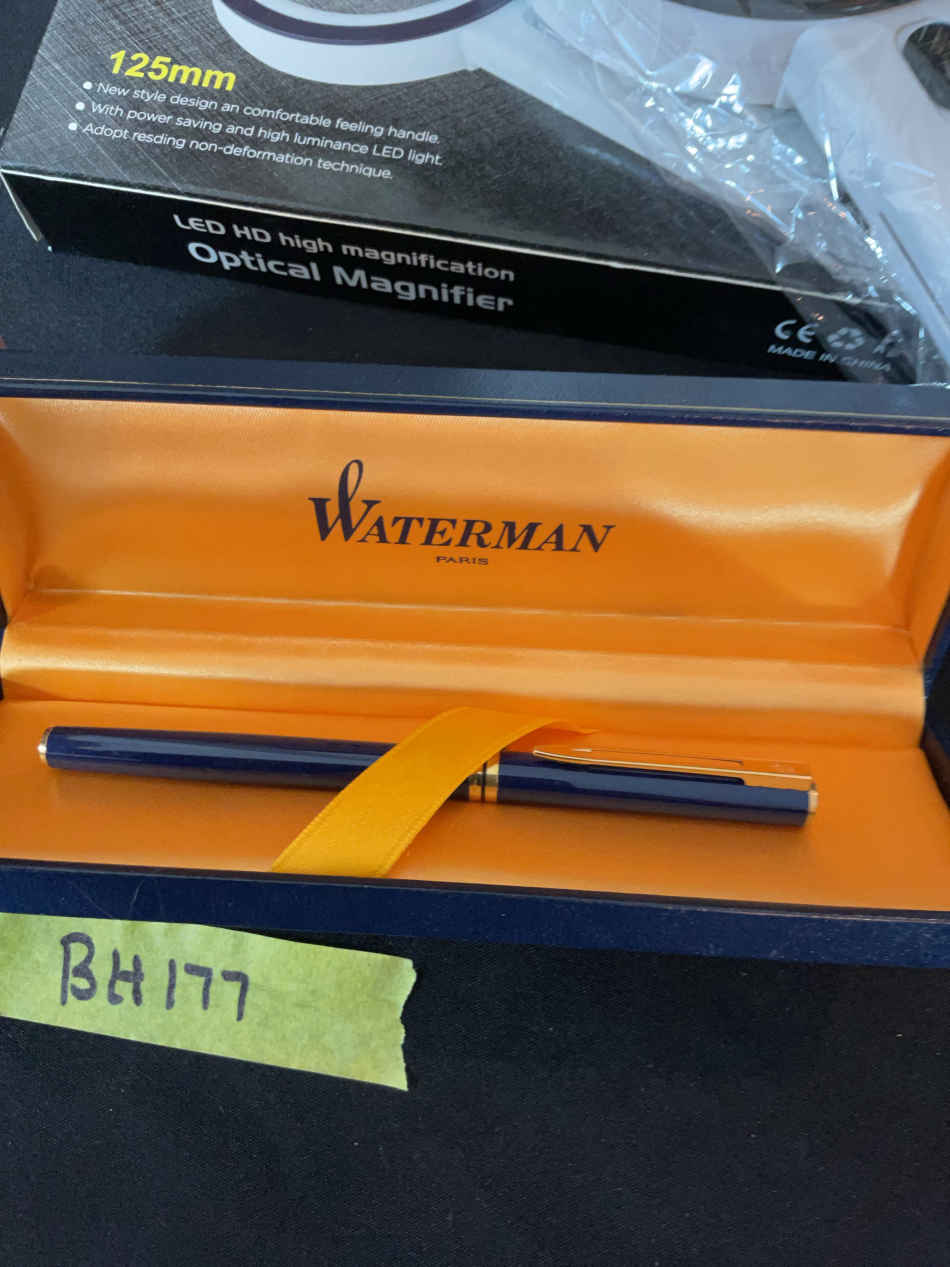 125mm
New style design an comfortable feeling handle.
With power saving and high luminance LED light.
Adopt resding non-deformation technique.
LED HD high magnification
Optical Magnifier
CE
MADE IN CHINA
WATERMAN
PARIS
BH177